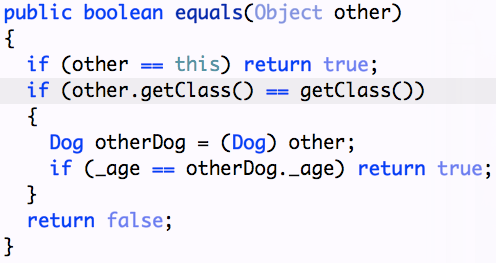 public boolean equals(Object other)
{
  if (other == this) return true;
  if (other.getClass() == getClass())
  {
    Dog otherDog = (Dog) other;
    if (_age == otherDog._age) return true;
  }
  return false;
}